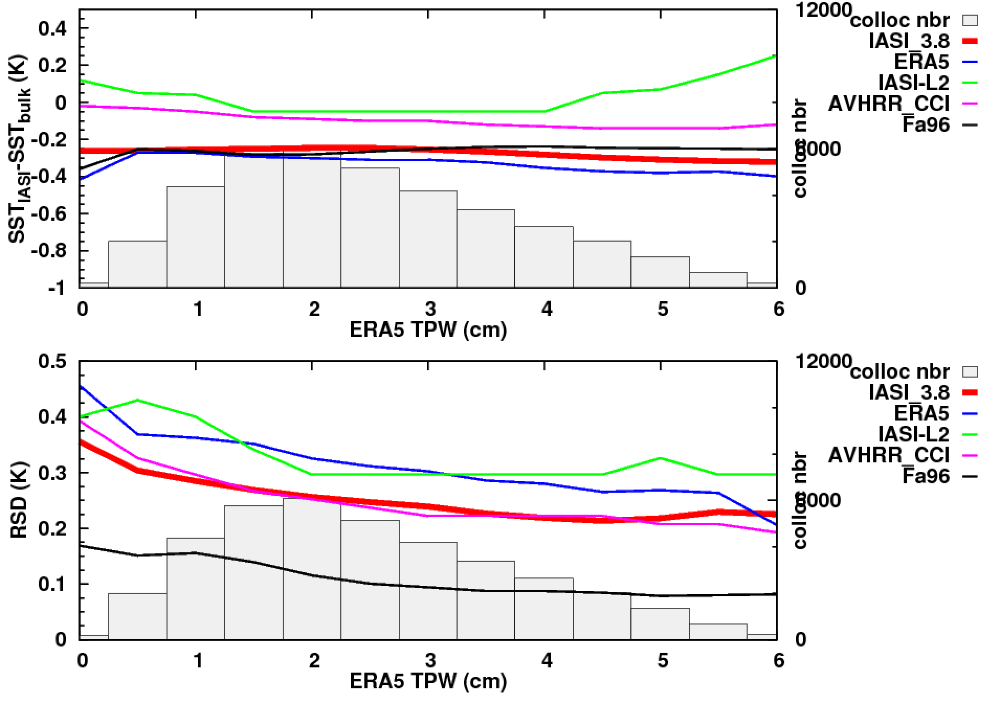 0.4
0.2
0
-0.2
-0.4
-0.6
-0.8
-1
SST_IASI-SST_bulk (K)
0 1 2 3 4 5 6
ERA5 TPW (cm)
12000
0
colloc nbr
colloc nbr
IASI_3.8
ERA5
IASI-L2
AVHRR_CCI
Fa96
0.5
0.4
0.3
0.2
0.1
0
RSD (K)
0 1 2 3 4 5 6
ERA5 TPW (cm)
12000
0
colloc nbr
colloc nbr
IASI_3.8
ERA5
IASI-L2
AVHRR_CCI
Fa96